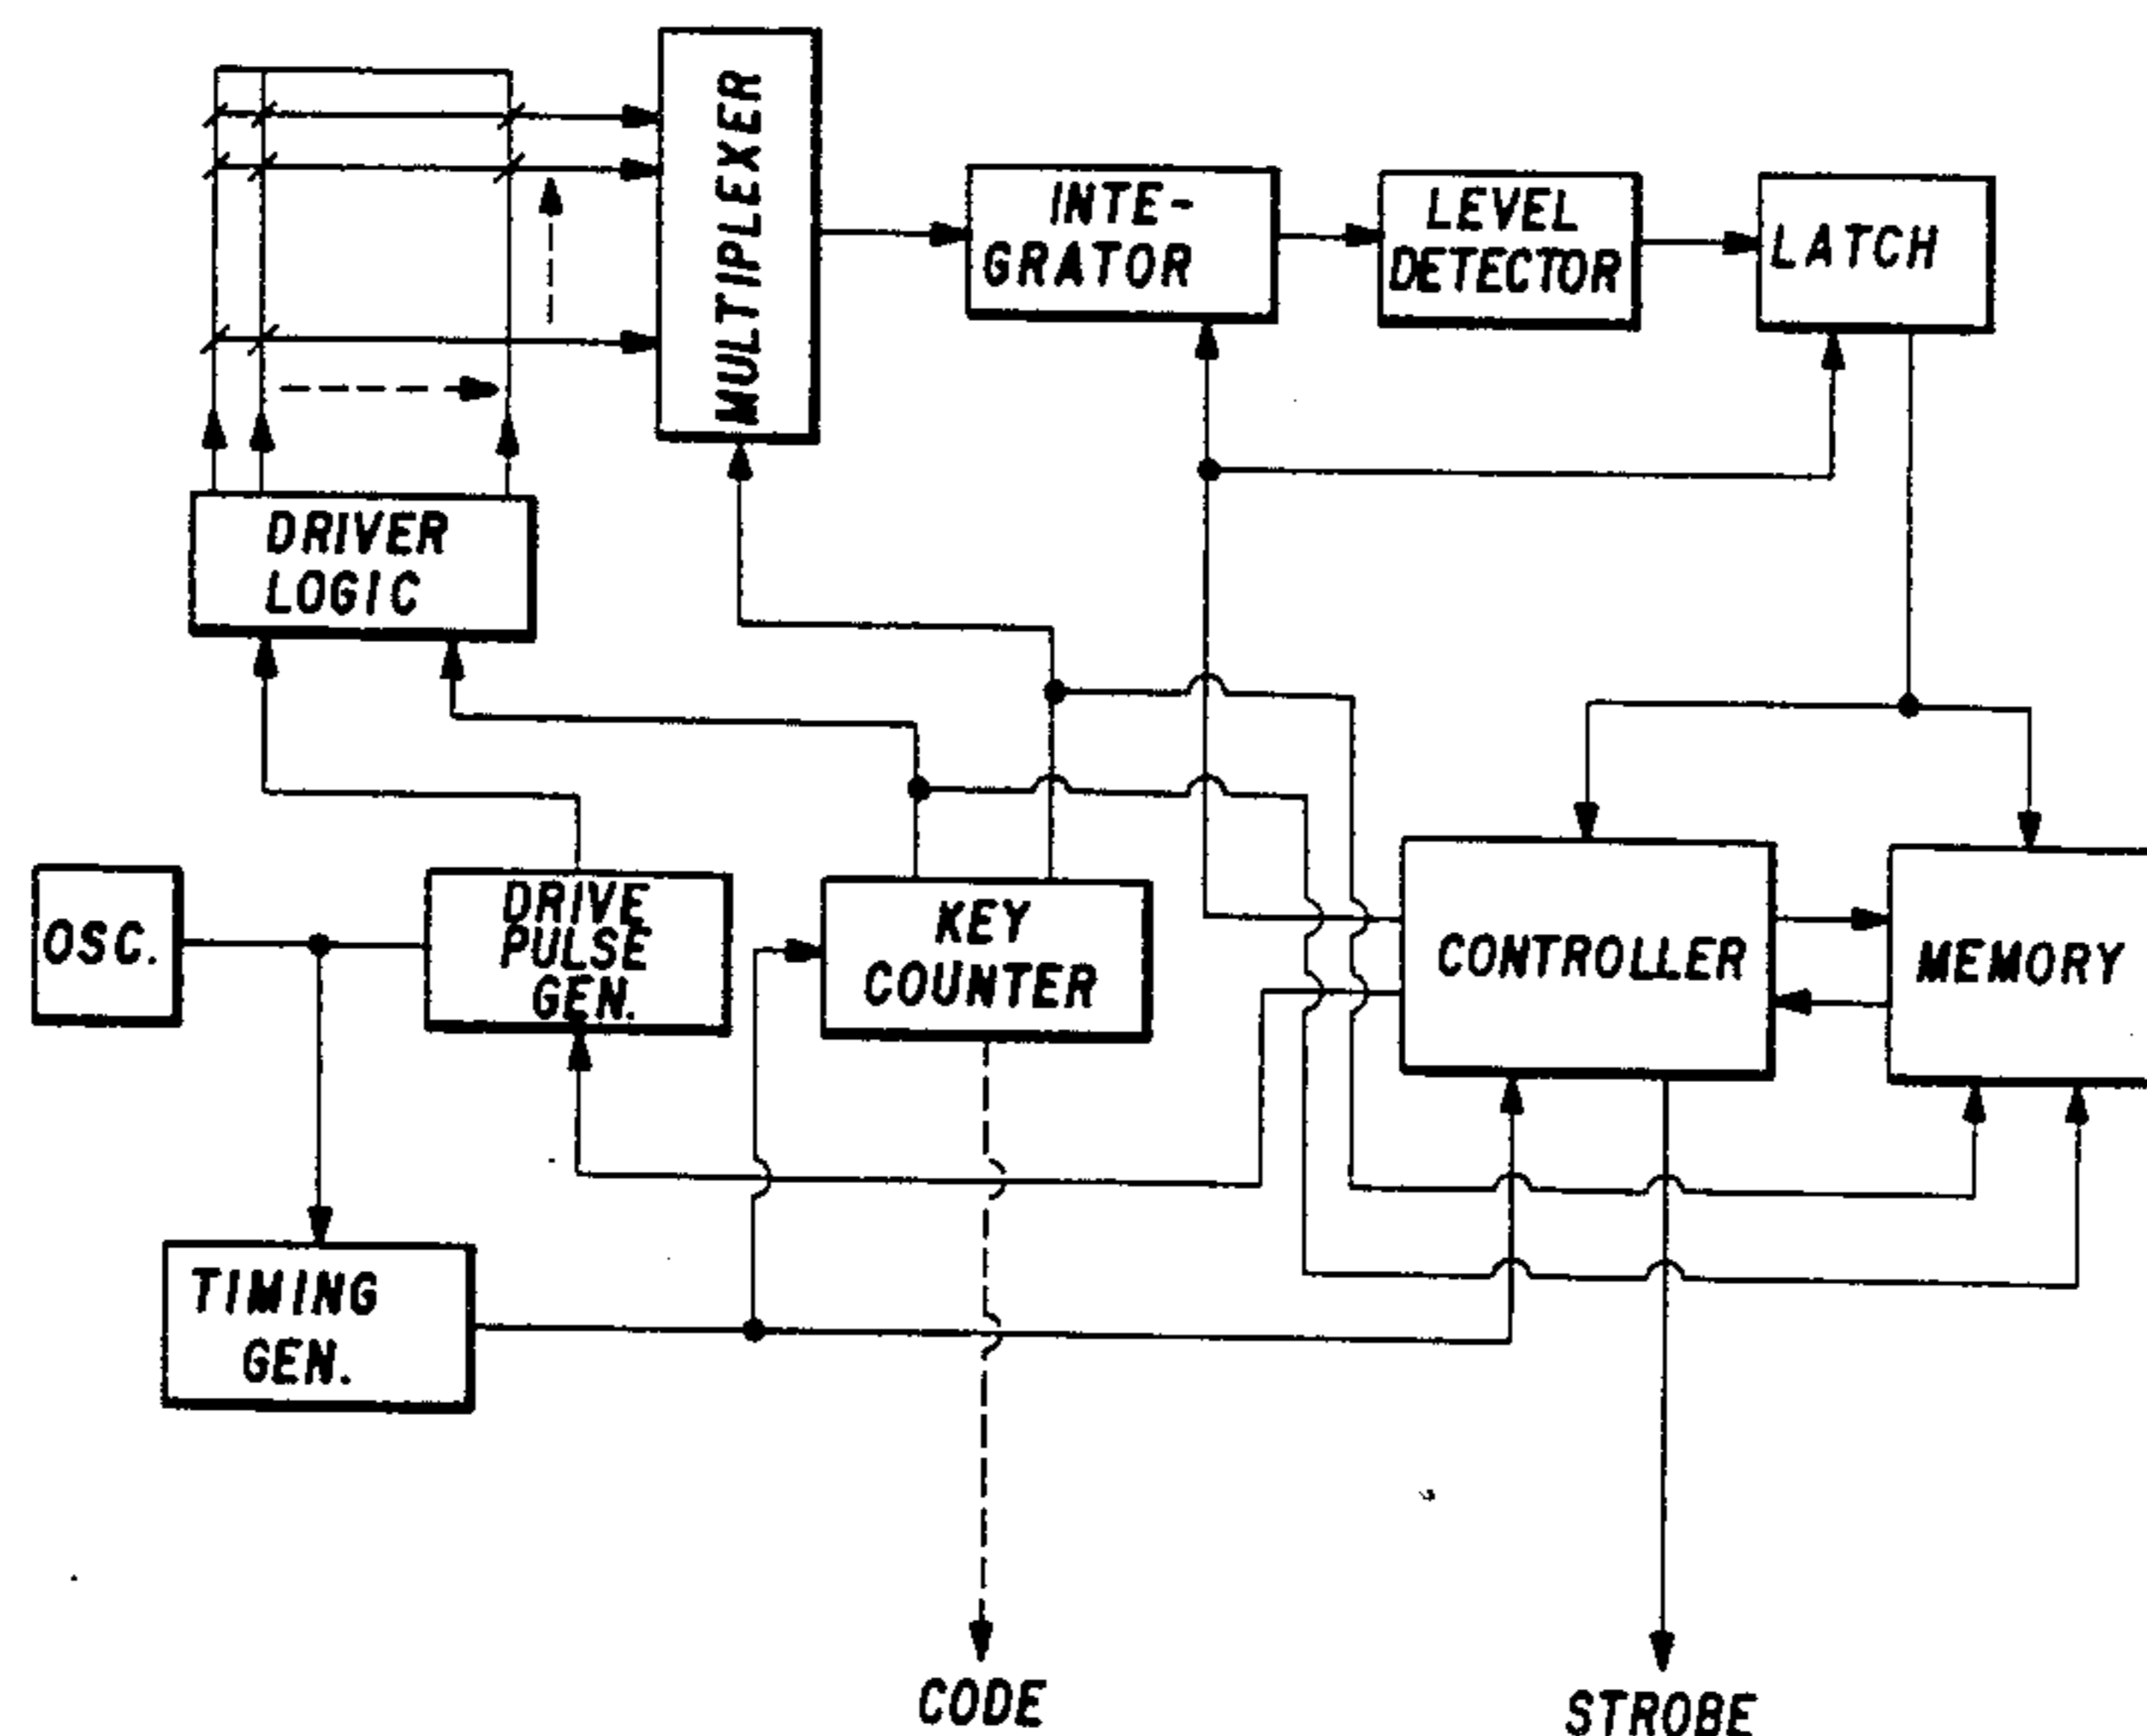 MULTIPLEXER
INTE-
GRATOR
LEVEL
DETECTOR
LATCH
DRIVER
LOGIC
OSC.
DRIVE
PULSE
GEN.
KEY
COUNTER
CONTROLLER
MEMORY
TIMING
GEN.
CODE
STROBE